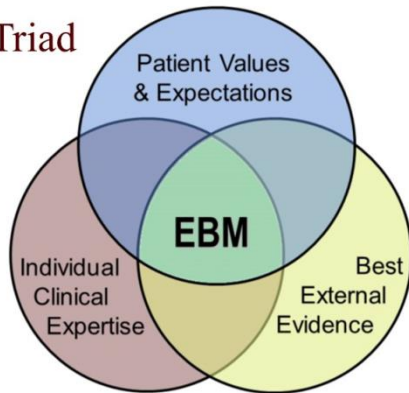 Triad
Patient Values
& Expectations
EBM
Individual
Clinical
Expertise
Best
External
Evidence